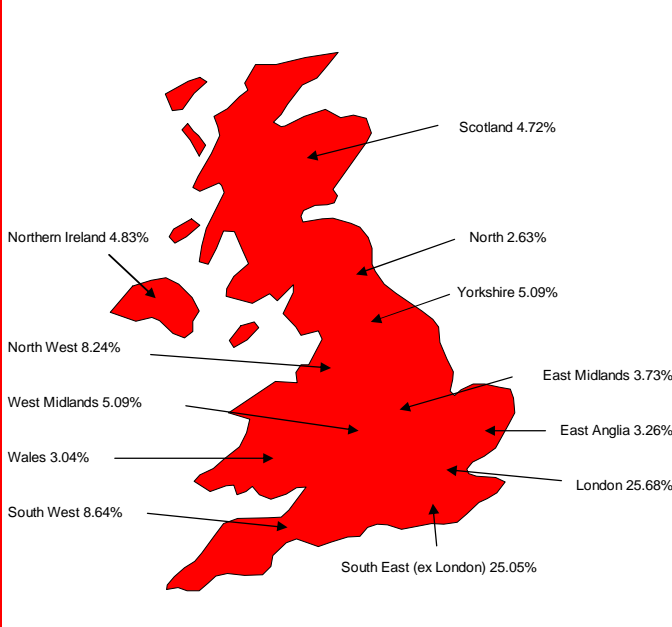 Scotland 4.72%
Northern Ireland 4.83%
North 2.63%
Yorkshire 5.09%
North West 8.24%
East Midlands 3.73%
West Midlands 5.09%
East Anglia 3.26%
Wales 3.04%
London 25.68%
South West 8.64%
South East (ex London) 25.05%